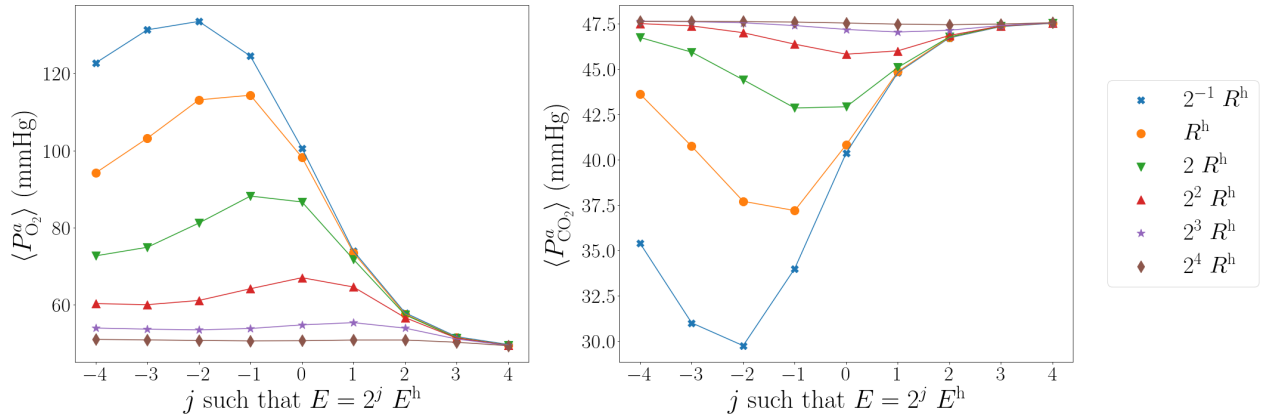 ⟨P^a_{O_2}⟩ (mmHg)
120
100
80
60
−4 −3 −2 −1 0 1 2 3 4
j such that E = 2^j E^h
⟨P^a_{CO_2}⟩ (mmHg)
47.5
45.0
42.5
40.0
37.5
35.0
32.5
30.0
−4 −3 −2 −1 0 1 2 3 4
j such that E = 2^j E^h
2^{−1} R^h
R^h
2 R^h
2^2 R^h
2^3 R^h
2^4 R^h